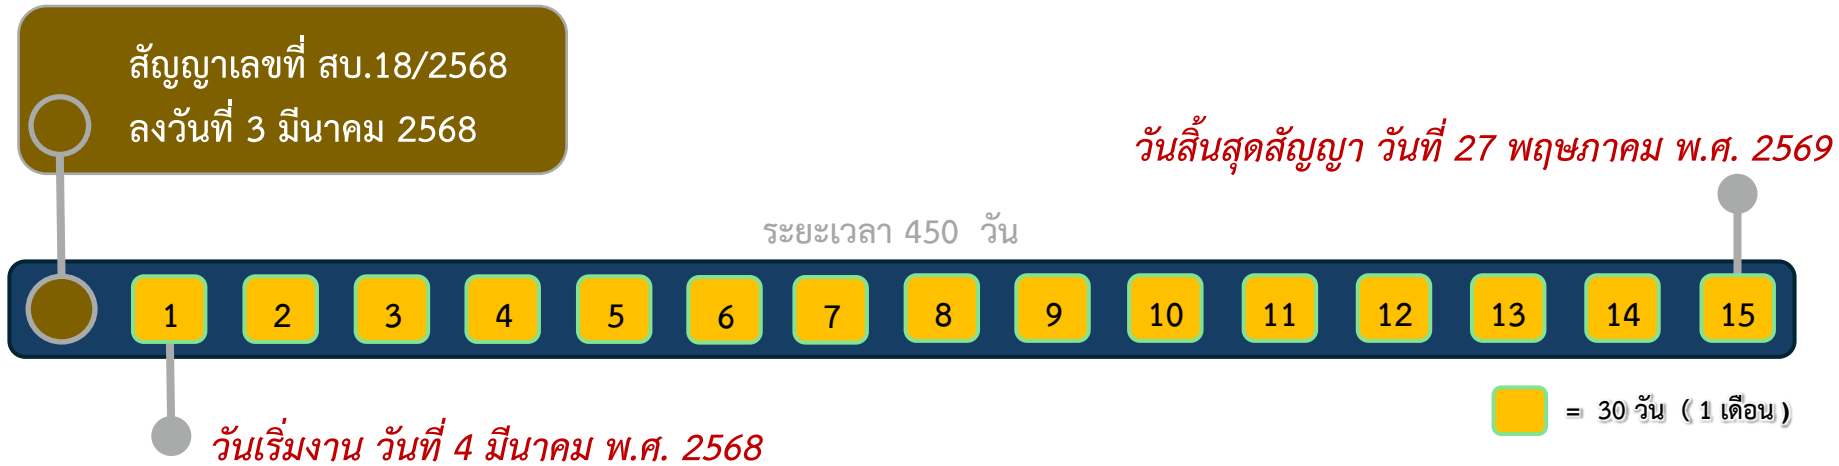 สัญญาเลขที่ สบ.18/2568
ลงวันที่ 3 มีนาคม 2568
วันสิ้นสุดสัญญา วันที่ 27 พฤษภาคม พ.ศ. 2569
ระยะเวลา 450 วัน
1 2 3 4 5 6 7 8 9 10 11 12 13 14 15
= 30 วัน ( 1 เดือน )
วันเริ่มงาน วันที่ 4 มีนาคม พ.ศ. 2568